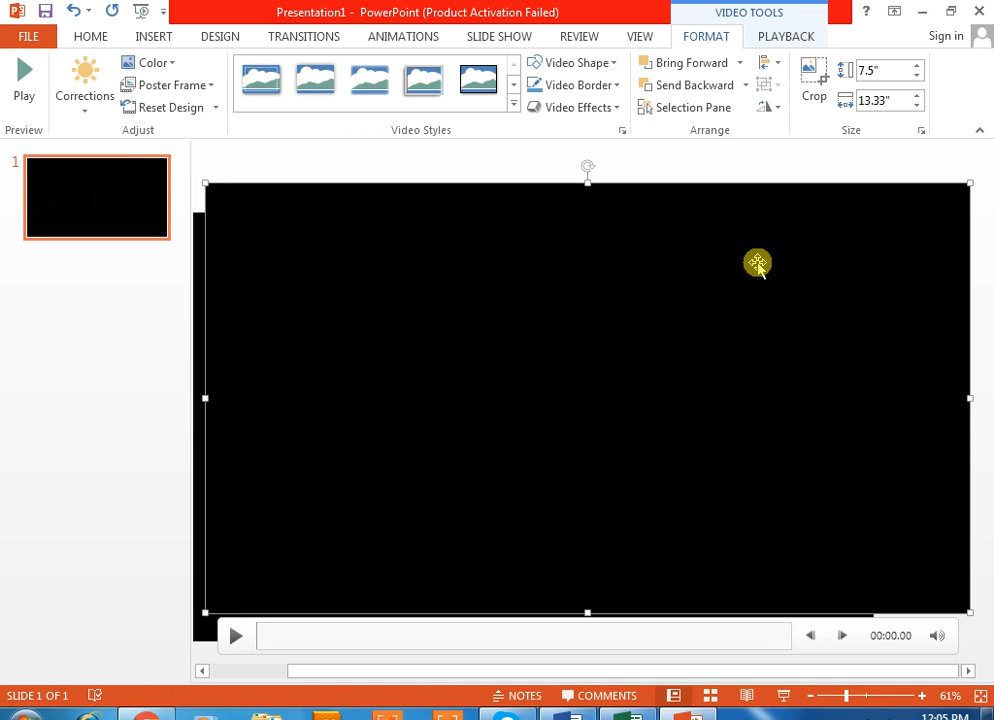 Presentation1 - PowerPoint (Product Activation Failed)
VIDEO TOOLS
?
FILE
HOME
INSERT
DESIGN
TRANSITIONS
ANIMATIONS
SLIDE SHOW
REVIEW
VIEW
FORMAT
PLAYBACK
Sign in
Play
Corrections
Color
Poster Frame
Reset Design
Video Shape
Video Border
Video Effects
Bring Forward
Send Backward
Selection Pane
Crop
7.5"
13.33"
Preview
Adjust
Video Styles
Arrange
Size
1
00:00.00
SLIDE 1 OF 1
NOTES
COMMENTS
61%
12:05 PM